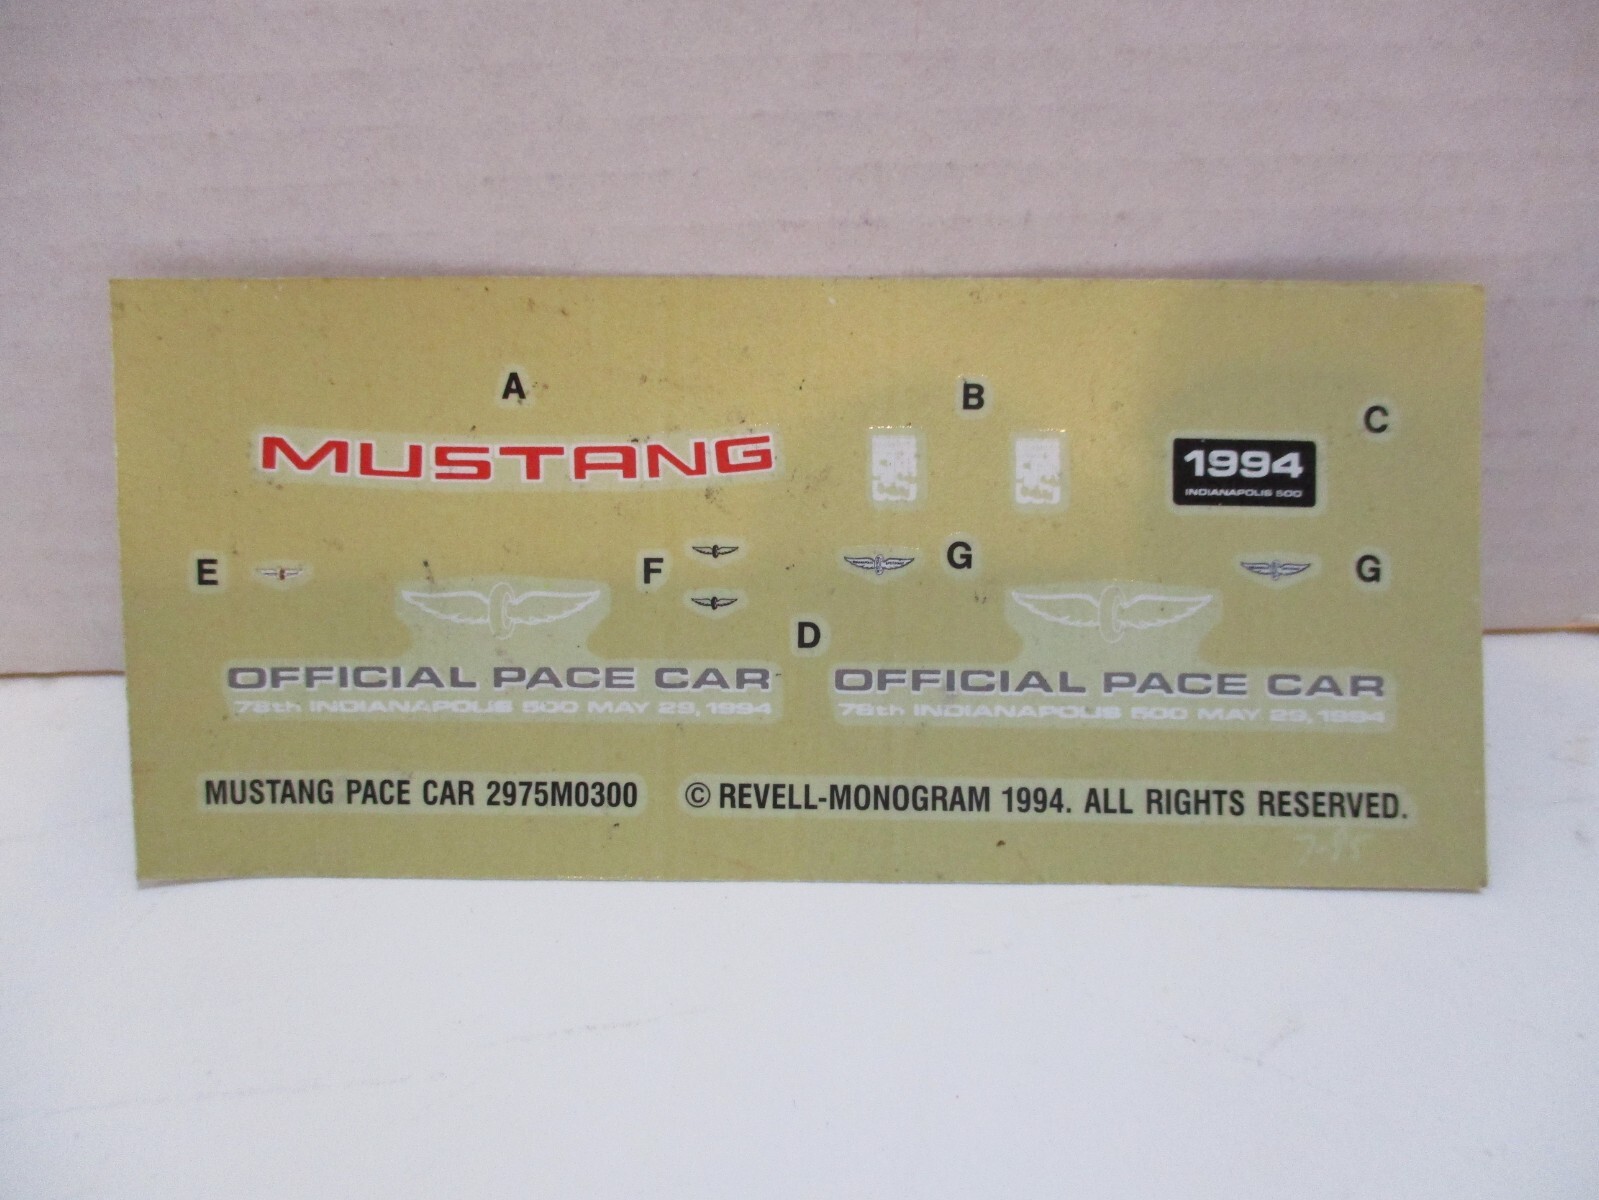 A
B
C
MUSTANG
1994
INDIANAPOLIS 500
E
F
G
G
D
OFFICIAL PACE CAR
78th INDIANAPOLIS 500 MAY 29, 1994
OFFICIAL PACE CAR
78th INDIANAPOLIS 500 MAY 29, 1994
MUSTANG PACE CAR 2975M0300
© REVELL-MONOGRAM 1994. ALL RIGHTS RESERVED.